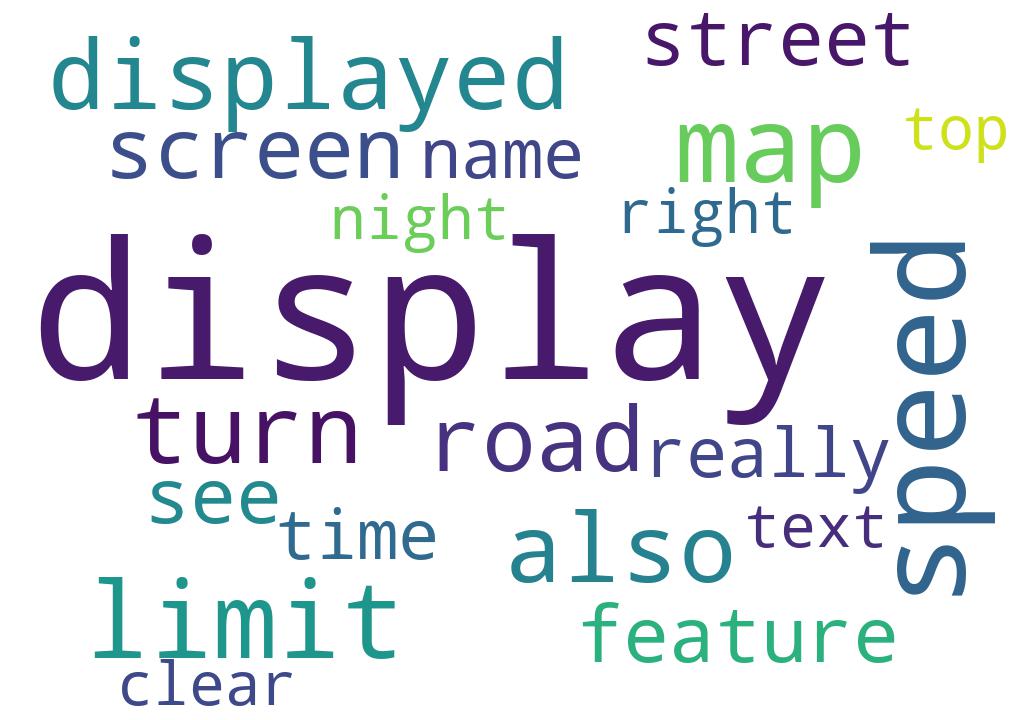 street
displayed
top
map
screen
name
right
night
display
speed
turn
road
really
see
time
also
text
limit
feature
clear